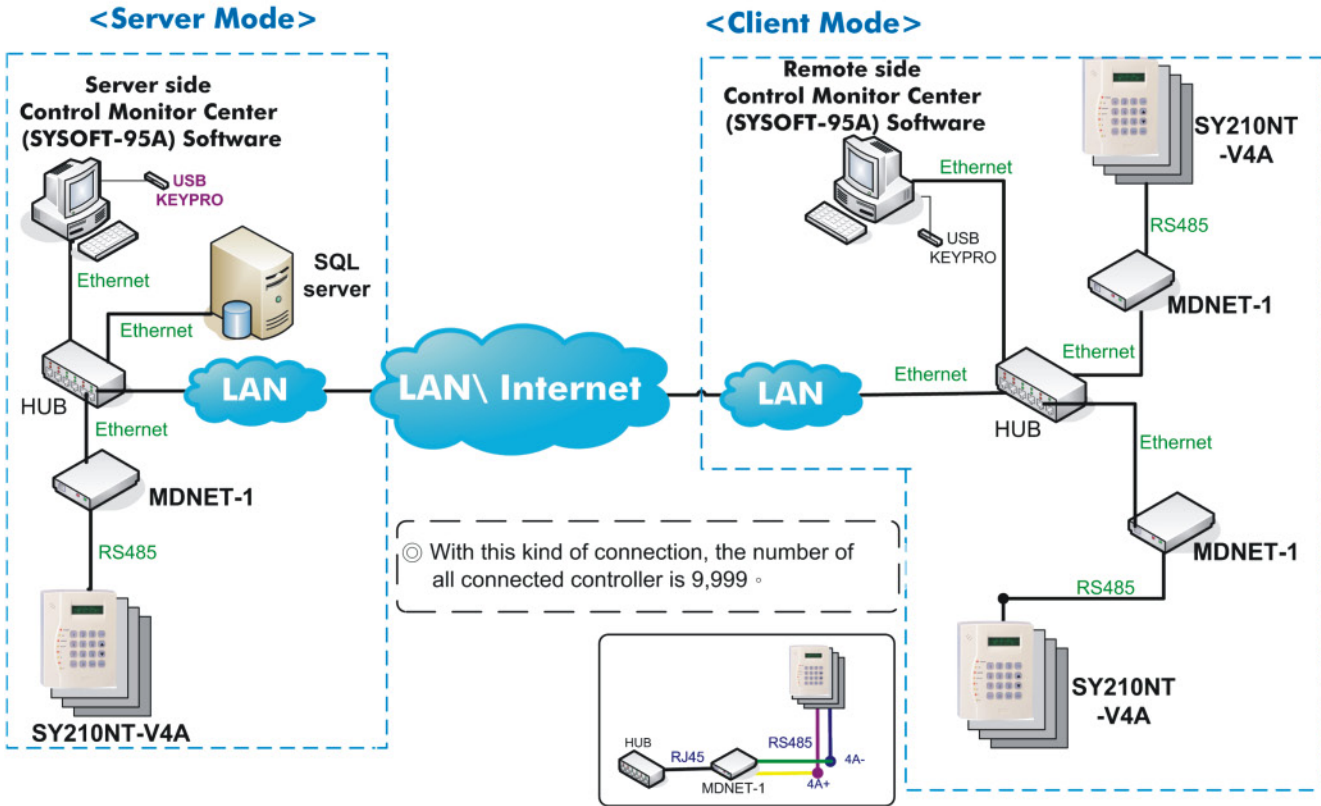 <Server Mode>
Server side
Control Monitor Center
(SYSOFT-95A) Software
USB
KEYPRO
Ethernet
SQL
server
Ethernet
HUB
LAN
Ethernet
MDNET-1
RS485
SY210NT-V4A
LAN\ Internet
<Client Mode>
Remote side
Control Monitor Center
(SYSOFT-95A) Software
Ethernet
USB
KEYPRO
SY210NT
-V4A
RS485
MDNET-1
Ethernet
LAN
Ethernet
HUB
Ethernet
MDNET-1
RS485
SY210NT
-V4A
◎ With this kind of connection, the number of
all connected controller is 9,999 。
HUB
RJ45
MDNET-1
RS485
4A-
4A+